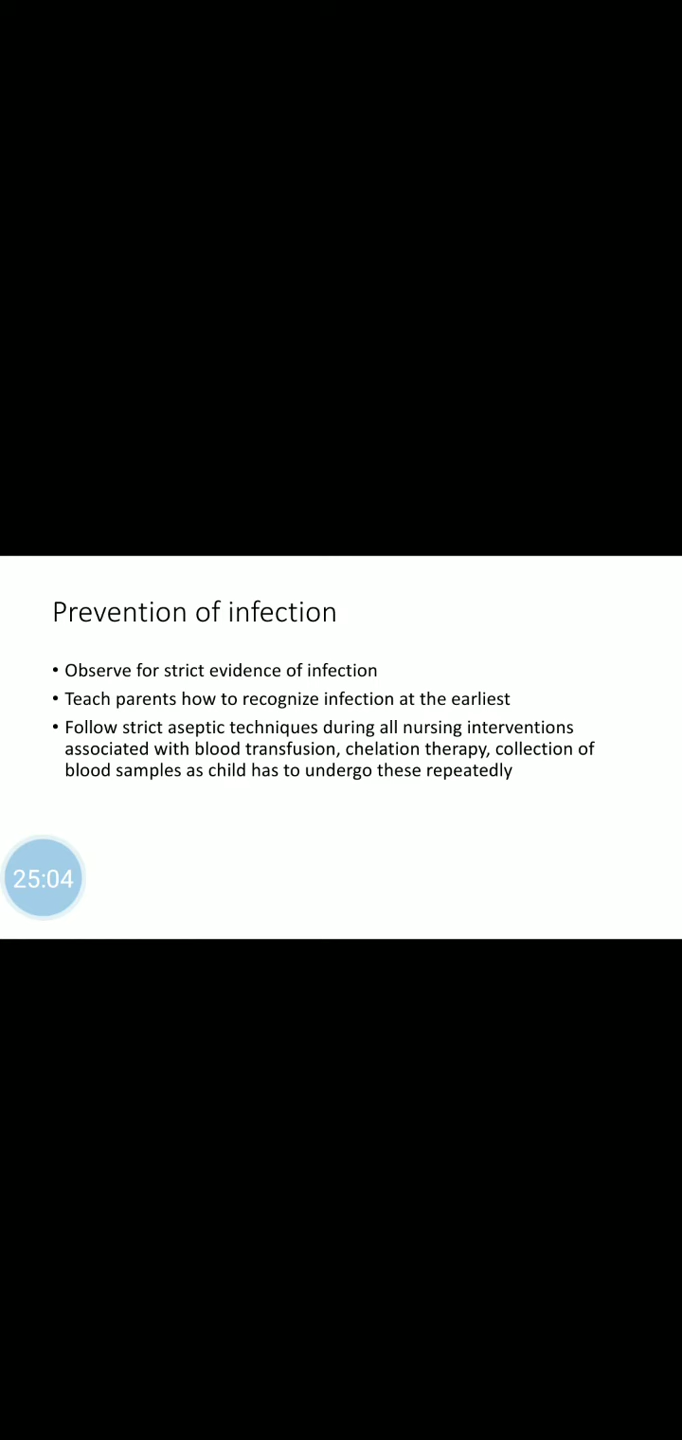 Prevention of infection
• Observe for strict evidence of infection
• Teach parents how to recognize infection at the earliest
• Follow strict aseptic techniques during all nursing interventions
associated with blood transfusion, chelation therapy, collection of
blood samples as child has to undergo these repeatedly
25:04